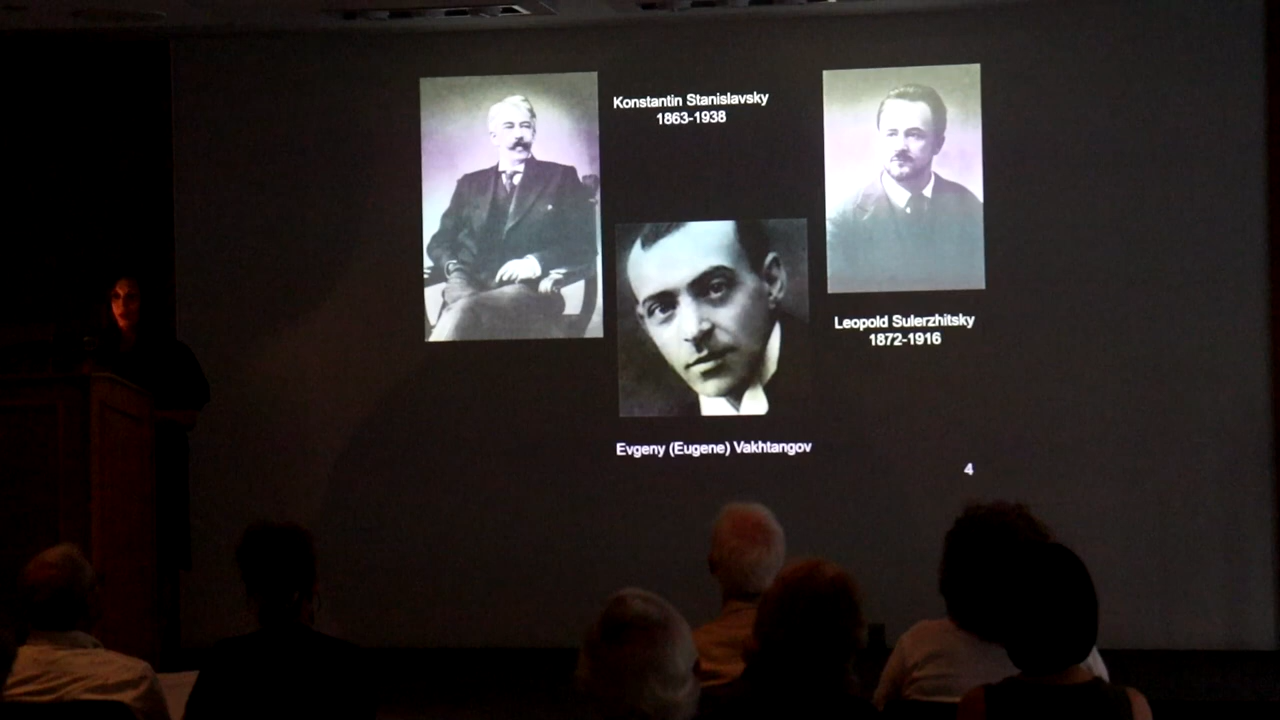 Konstantin Stanislavsky
1863-1938
Leopold Sulerzhitsky
1872-1916
Evgeny (Eugene) Vakhtangov
4